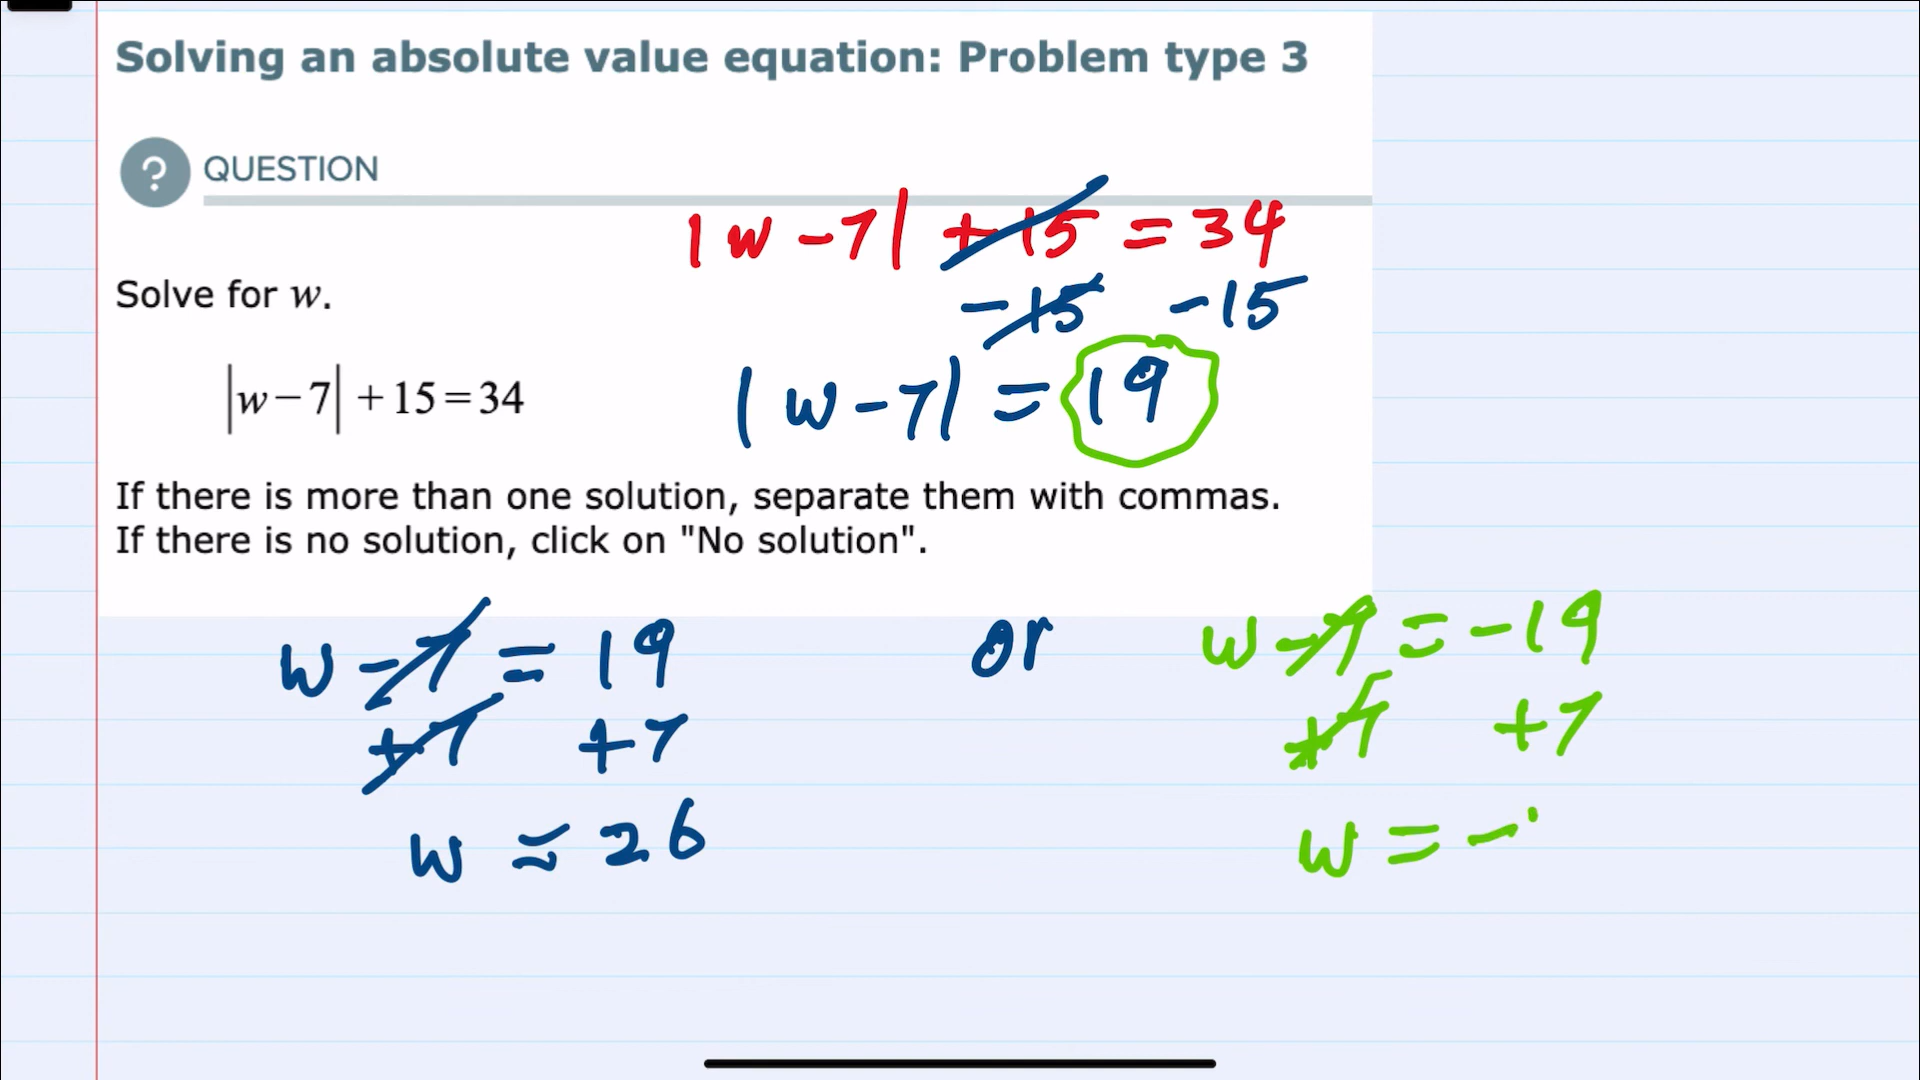 Solving an absolute value equation: Problem type 3
? QUESTION
|w - 7| + 15 = 34
Solve for w.
-15 -15
|w - 7| + 15 = 34
|w - 7| = 19
If there is more than one solution, separate them with commas.
If there is no solution, click on "No solution".
w - 7 = 19 or w - 7 = -19
+7 +7 +7 +7
w = 26 w = -